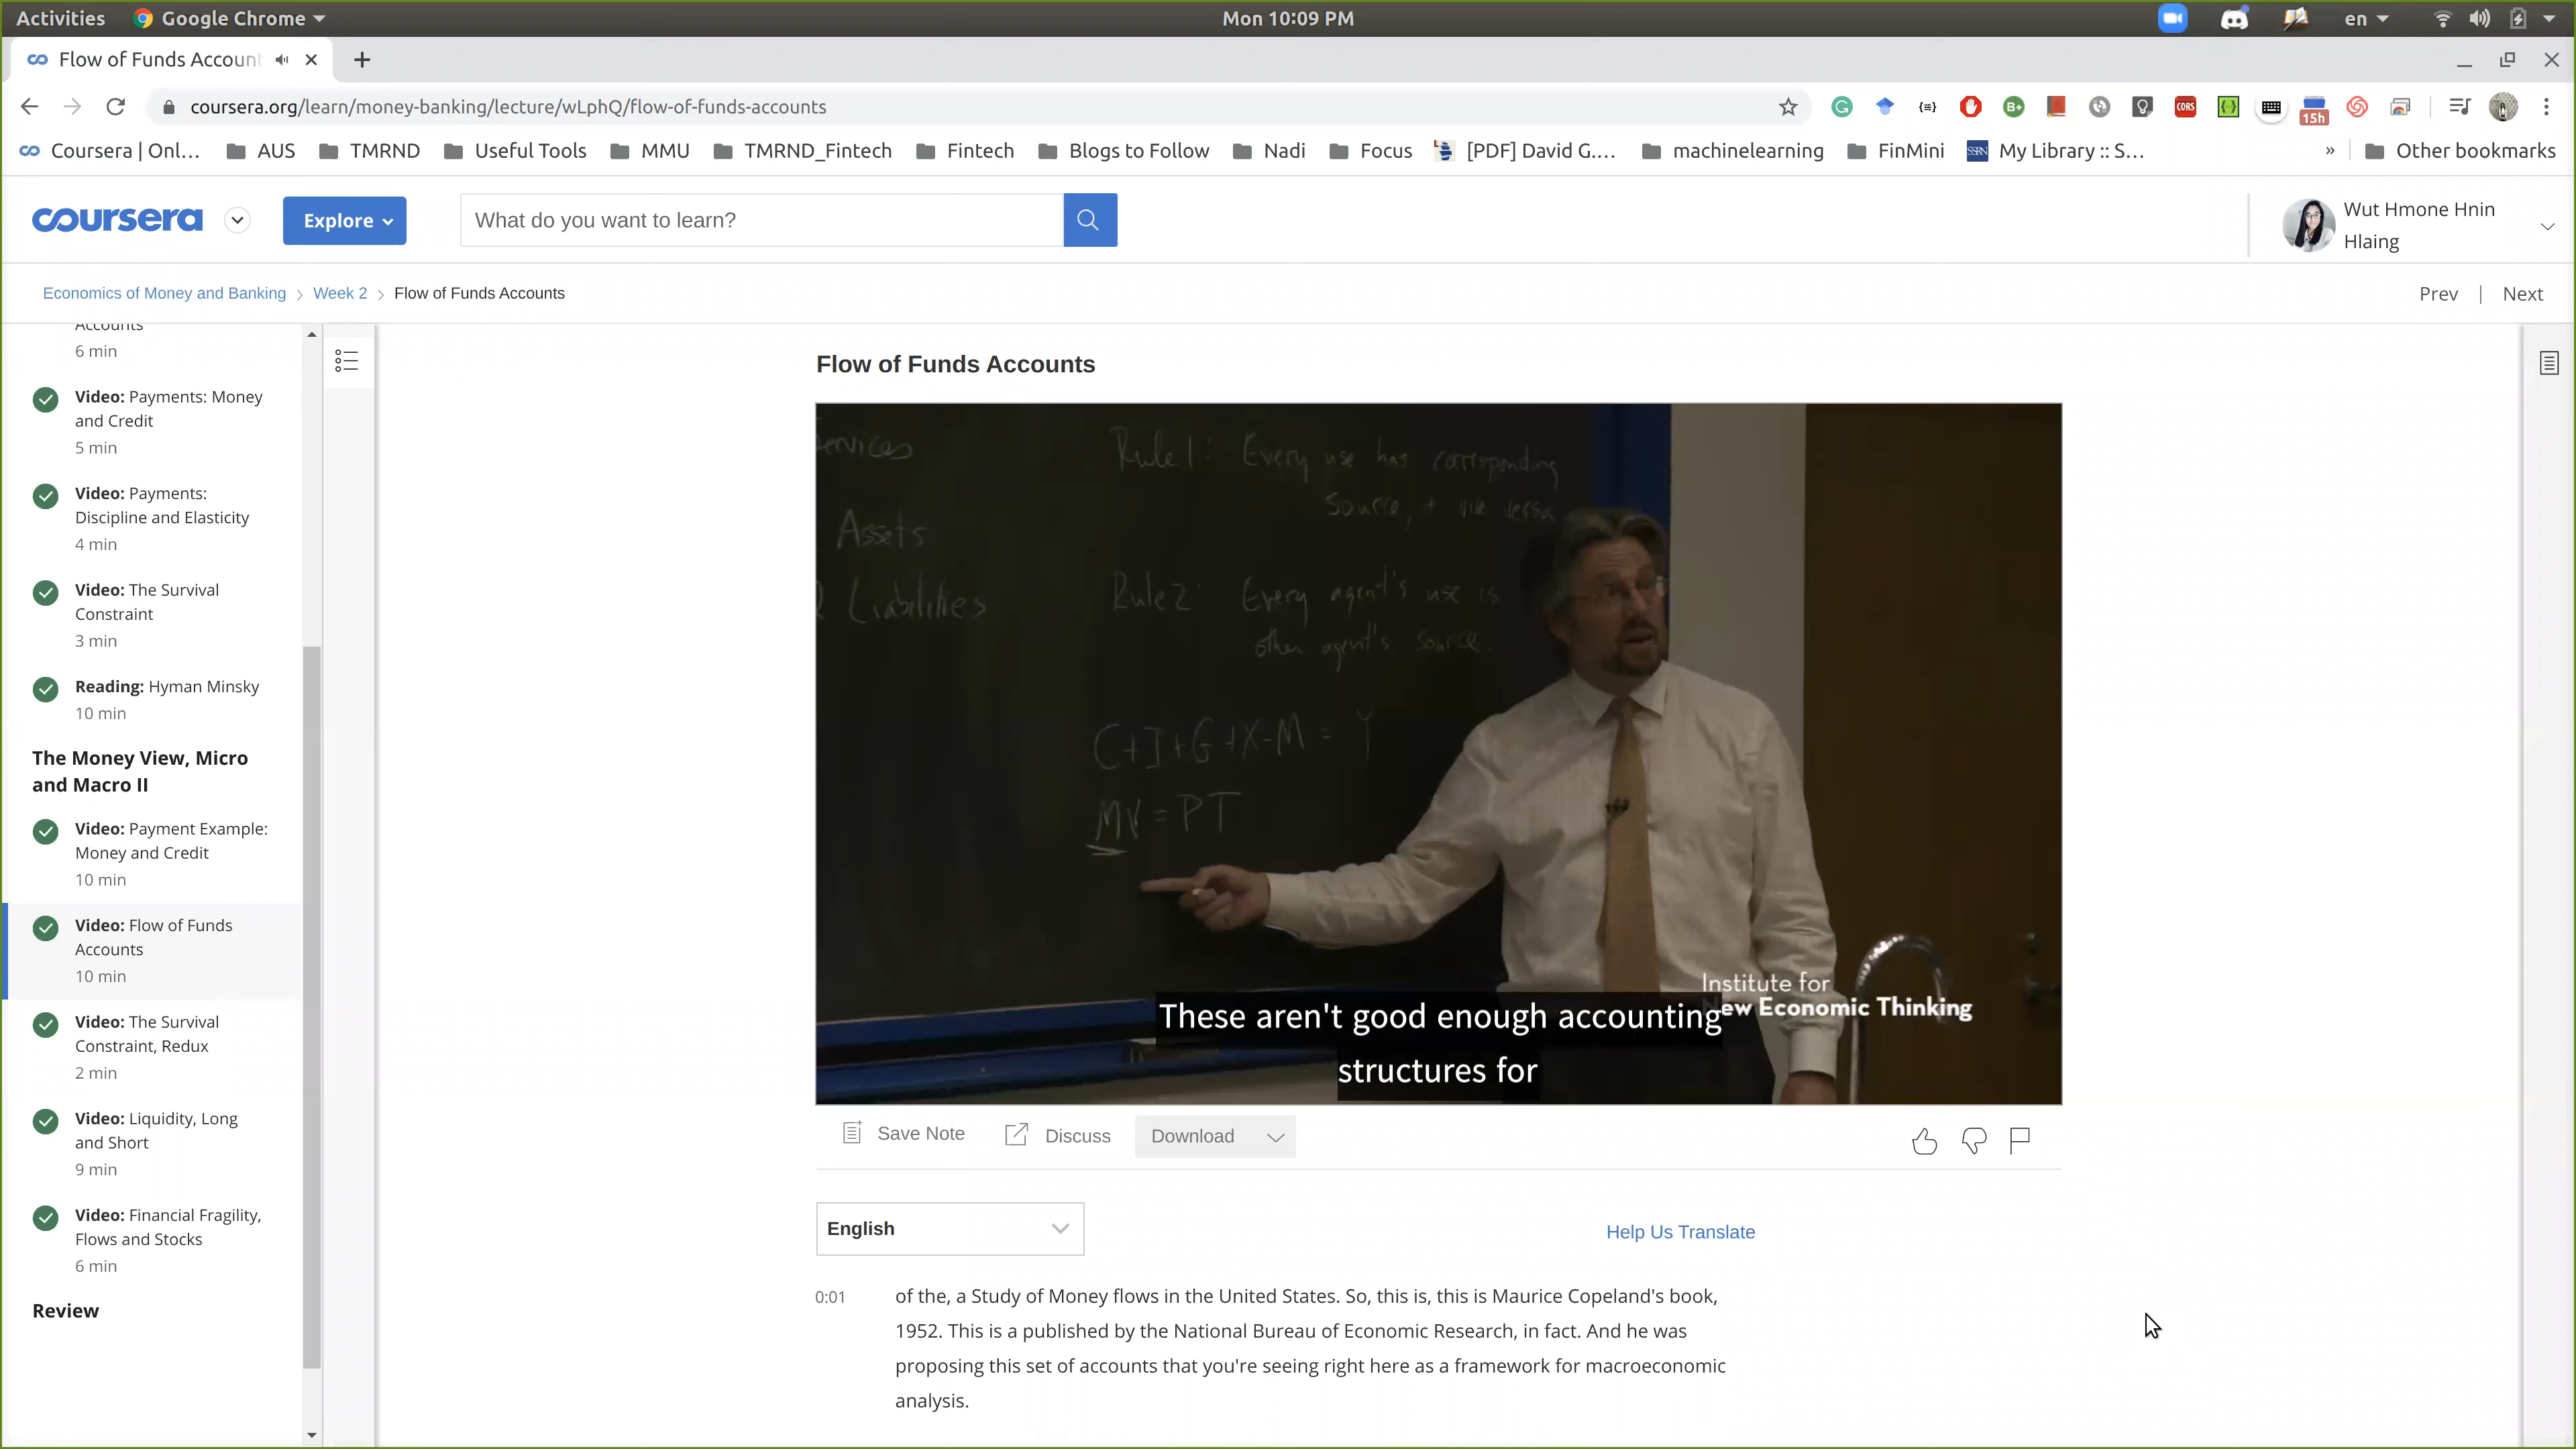 Activities Google Chrome Mon 10:09 PM en
Flow of Funds Account
coursera.org/learn/money-banking/lecture/wLphQ/flow-of-funds-accounts
15h
Coursera | Onl... AUS TMRND Useful Tools MMU TMRND_Fintech Fintech Blogs to Follow Nadi Focus [PDF] David G.... machinelearning FinMini My Library :: S... » Other bookmarks
coursera Explore What do you want to learn? Wut Hmone Hnin
Hlaing
Economics of Money and Banking > Week 2 > Flow of Funds Accounts Prev | Next
Accounts
6 min
Video: Payments: Money
and Credit
5 min
Video: Payments:
Discipline and Elasticity
4 min
Video: The Survival
Constraint
3 min
Reading: Hyman Minsky
10 min
The Money View, Micro
and Macro II
Video: Payment Example:
Money and Credit
10 min
Video: Flow of Funds
Accounts
10 min
Video: The Survival
Constraint, Redux
2 min
Video: Liquidity, Long
and Short
9 min
Video: Financial Fragility,
Flows and Stocks
6 min
Review
Flow of Funds Accounts
ervices
Assets
Liabilities
Rule 1: Every use has corresponding
source, + vice versa
Rule 2: Every agent's use is
other agent's source.
C+I+G+X-M = Y
MV = PT
Institute for
ew Economic Thinking
These aren't good enough accounting
structures for
Save Note Discuss Download
English Help Us Translate
0:01 of the, a Study of Money flows in the United States. So, this is, this is Maurice Copeland's book,
1952. This is a published by the National Bureau of Economic Research, in fact. And he was
proposing this set of accounts that you're seeing right here as a framework for macroeconomic
analysis.